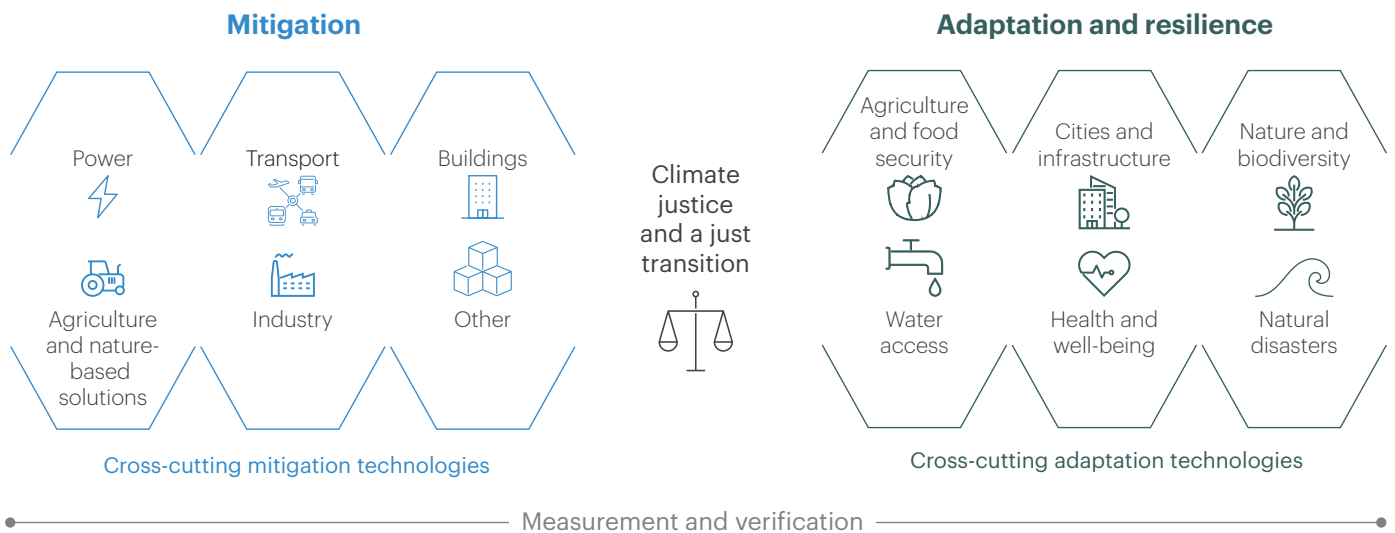 Mitigation
Power
Transport
Buildings
Agriculture
and nature-
based
solutions
Industry
Other
Cross-cutting mitigation technologies
Climate
justice
and a just
transition
Adaptation and resilience
Agriculture
and food
security
Cities and
infrastructure
Nature and
biodiversity
Water
access
Health and
well-being
Natural
disasters
Cross-cutting adaptation technologies
Measurement and verification